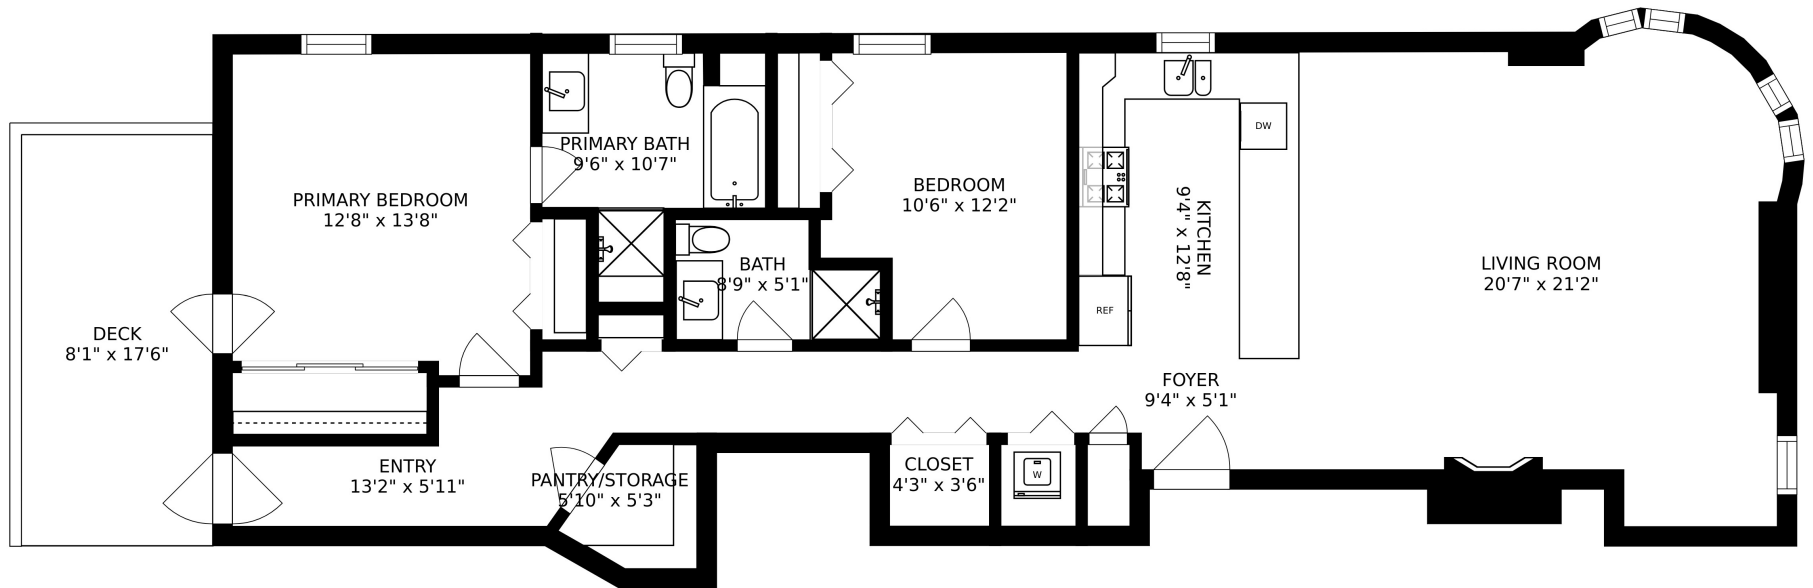 PRIMARY BEDROOM
12'8" x 13'8"
PRIMARY BATH
9'6" x 10'7"
BEDROOM
10'6" x 12'2"
DW
KITCHEN
9'4" x 12'8"
LIVING ROOM
20'7" x 21'2"
BATH
8'9" x 5'1"
REF
DECK
8'1" x 17'6"
FOYER
9'4" x 5'1"
ENTRY
13'2" x 5'11"
PANTRY/STORAGE
5'10" x 5'3"
CLOSET
4'3" x 3'6"
W